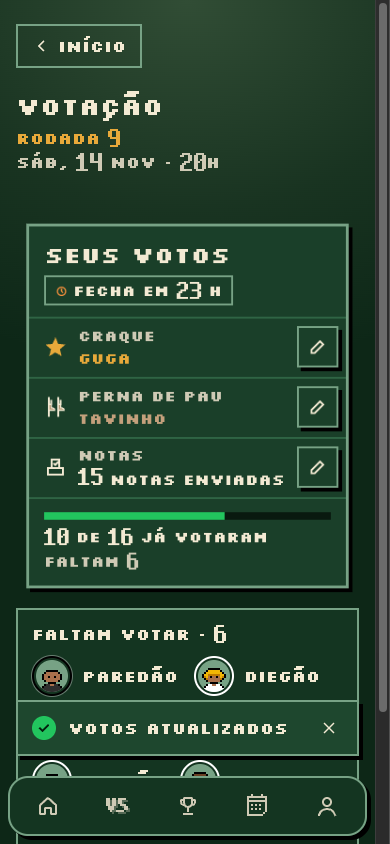 INÍCIO
VOTAÇÃO
RODADA 9
SÁB, 14 NOV · 20H
SEUS VOTOS
FECHA EM 23 H
CRAQUE
GUGA
PERNA DE PAU
TAVINHO
NOTAS
15 NOTAS ENVIADAS
10 DE 16 JÁ VOTARAM
FALTAM 6
FALTAM VOTAR · 6
PAREDÃO DIEGÃO
VOTOS ATUALIZADOS
VS